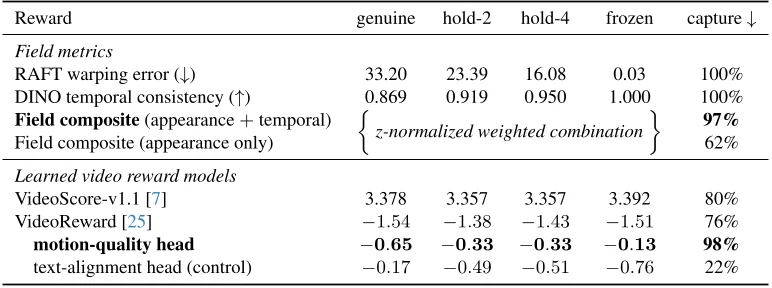 Reward genuine hold-2 hold-4 frozen capture ↓
Field metrics
RAFT warping error (↓) 33.20 23.39 16.08 0.03 100%
DINO temporal consistency (↑) 0.869 0.919 0.950 1.000 100%
Field composite (appearance + temporal) { z-normalized weighted combination } 97%
Field composite (appearance only) 62%
Learned video reward models
VideoScore-v1.1 [7] 3.378 3.357 3.357 3.392 80%
VideoReward [25] −1.54 −1.38 −1.43 −1.51 76%
motion-quality head −0.65 −0.33 −0.33 −0.13 98%
text-alignment head (control) −0.17 −0.49 −0.51 −0.76 22%